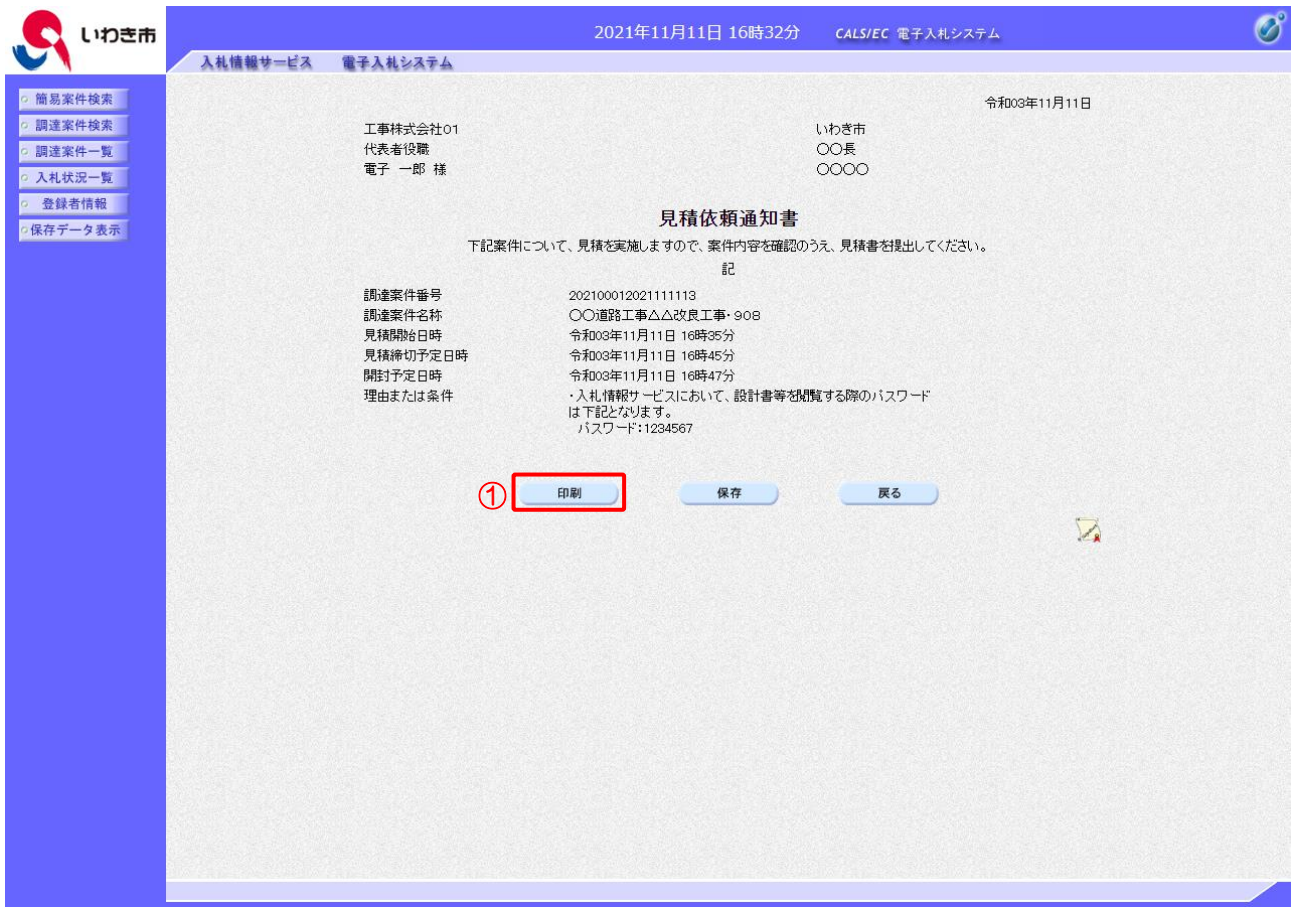 いわき市
2021年11月11日 16時32分 CALS/EC 電子入札システム
入札情報サービス 電子入札システム
簡易案件検索
調達案件検索
調達案件一覧
入札状況一覧
登録者情報
保存データ表示
令和03年11月11日
工事株式会社01 いわき市
代表者役職 〇〇長
電子 一郎 様 〇〇〇〇
見積依頼通知書
下記案件について、見積を実施しますので、案件内容を確認のうえ、見積書を提出してください。
記
調達案件番号 202100012021111113
調達案件名称 〇〇道路工事△△改良工事・908
見積開始日時 令和03年11月11日 16時35分
見積締切予定日時 令和03年11月11日 16時45分
開封予定日時 令和03年11月11日 16時47分
理由または条件 ・入札情報サービスにおいて、設計書等を閲覧する際のパスワード
は下記となります。
パスワード：1234567
① 印刷 保存 戻る